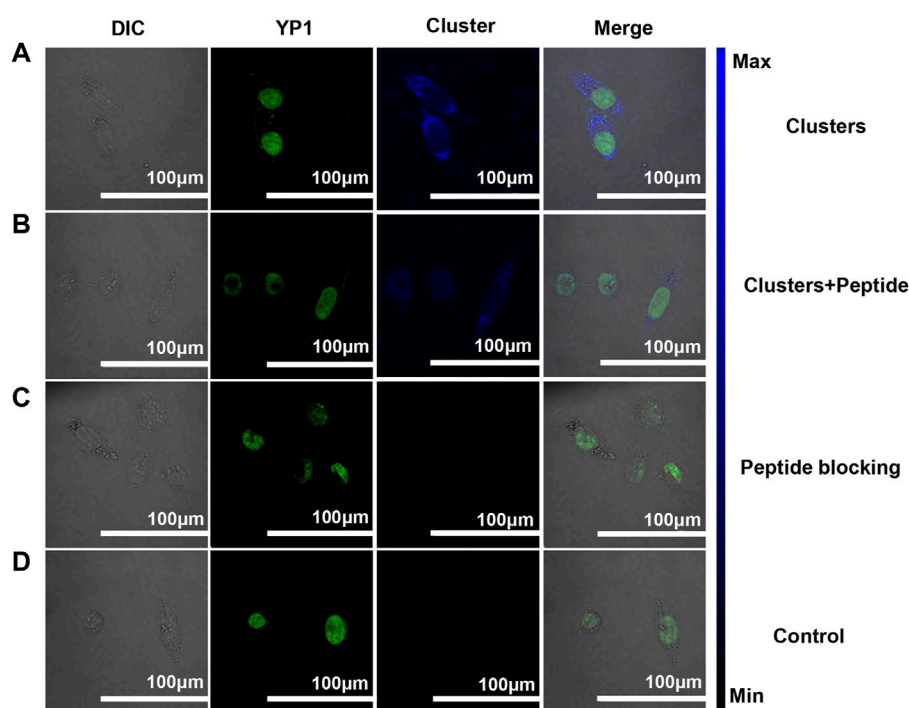 DIC YP1 Cluster Merge
A Max
Clusters
100µm 100µm 100µm 100µm
B
Clusters+Peptide
100µm 100µm 100µm 100µm
C
Peptide blocking
100µm 100µm 100µm 100µm
D
Control
100µm 100µm 100µm 100µm
Min